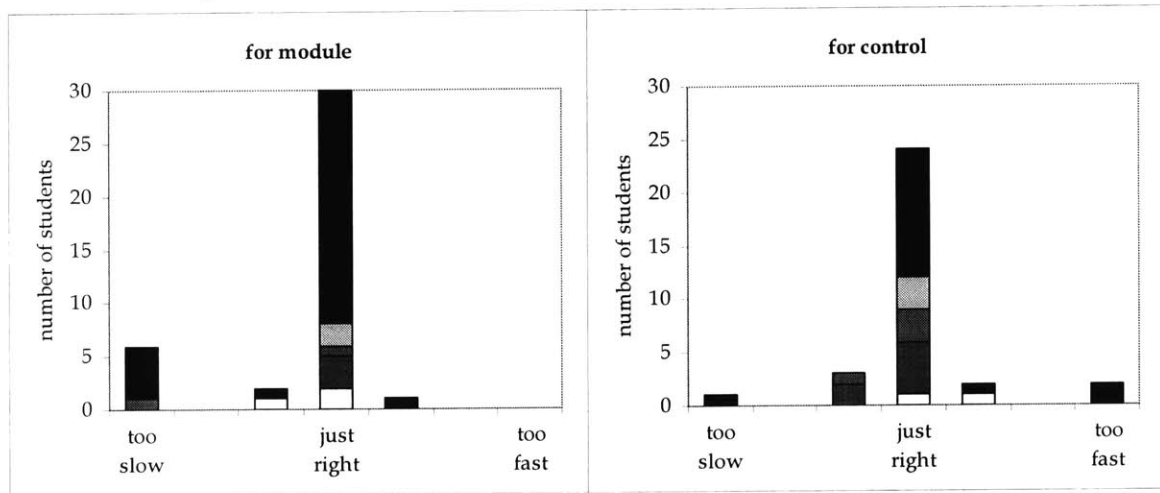 for module
number of students
30
25
20
15
10
5
0
too slow
just right
too fast
for control
number of students
30
25
20
15
10
5
0
too slow
just right
too fast